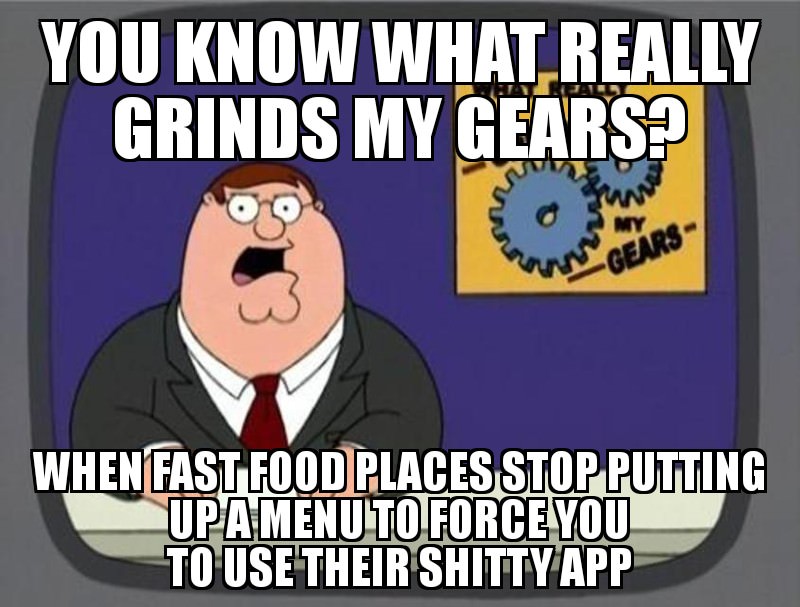 YOU KNOW WHAT REALLY
GRINDS MY GEARS?
WHAT REALLY
MY
GEARS
WHEN FAST FOOD PLACES STOP PUTTING
UP A MENU TO FORCE YOU
TO USE THEIR SHITTY APP